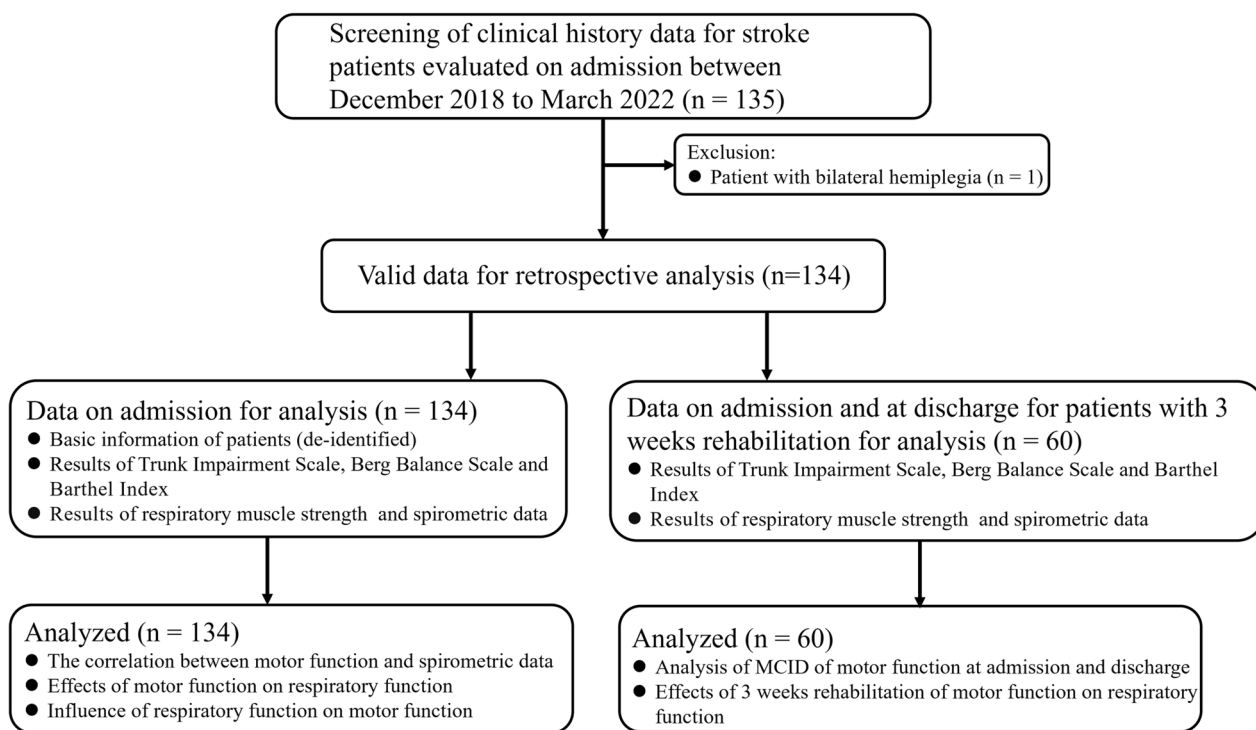 Screening of clinical history data for stroke
patients evaluated on admission between
December 2018 to March 2022 (n = 135)
Exclusion:
● Patient with bilateral hemiplegia (n = 1)
Valid data for retrospective analysis (n=134)
Data on admission for analysis (n = 134)
● Basic information of patients (de-identified)
● Results of Trunk Impairment Scale, Berg Balance Scale and
Barthel Index
● Results of respiratory muscle strength and spirometric data
Data on admission and at discharge for patients with 3
weeks rehabilitation for analysis (n = 60)
● Results of Trunk Impairment Scale, Berg Balance Scale and Barthel
Index
● Results of respiratory muscle strength and spirometric data
Analyzed (n = 134)
● The correlation between motor function and spirometric data
● Effects of motor function on respiratory function
● Influence of respiratory function on motor function
Analyzed (n = 60)
● Analysis of MCID of motor function at admission and discharge
● Effects of 3 weeks rehabilitation of motor function on respiratory
function